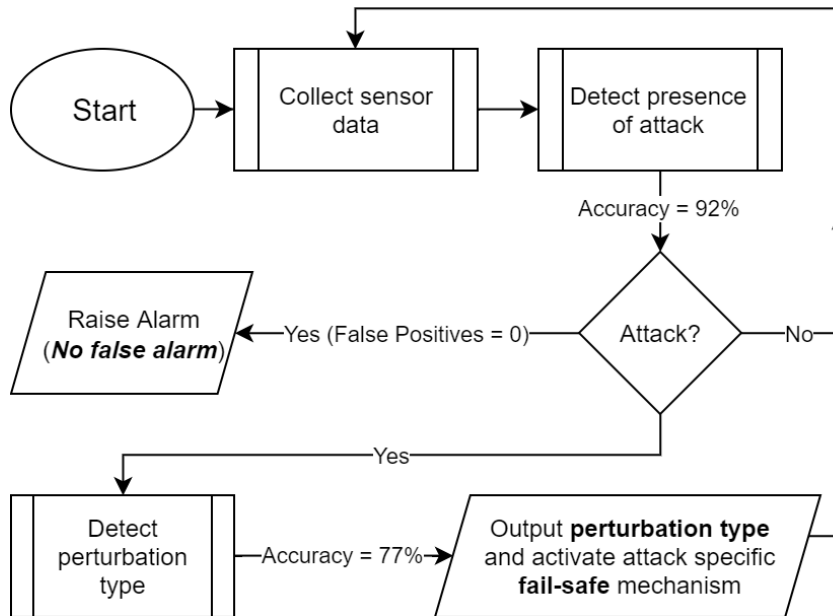 Start
Collect sensor
data
Detect presence
of attack
Accuracy = 92%
Raise Alarm
(No false alarm)
Yes (False Positives = 0)
Attack?
No
Yes
Detect
perturbation
type
Accuracy = 77%
Output perturbation type
and activate attack specific
fail-safe mechanism